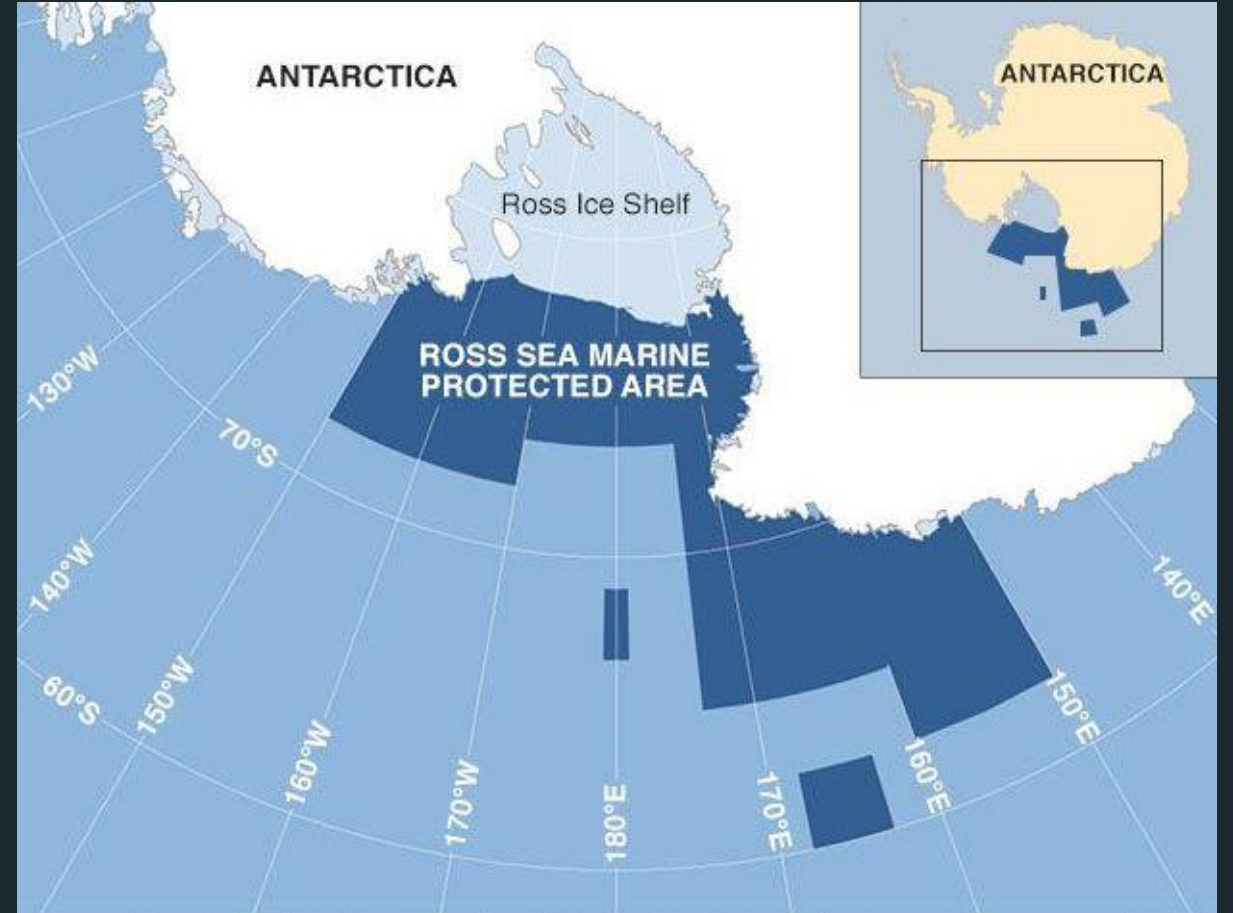 ANTARCTICA
ANTARCTICA
Ross Ice Shelf
ROSS SEA MARINE
PROTECTED AREA
130°W
70°S
140°W
60°S
150°W
160°W
170°W
180°E
170°E
160°E
150°E
140°E